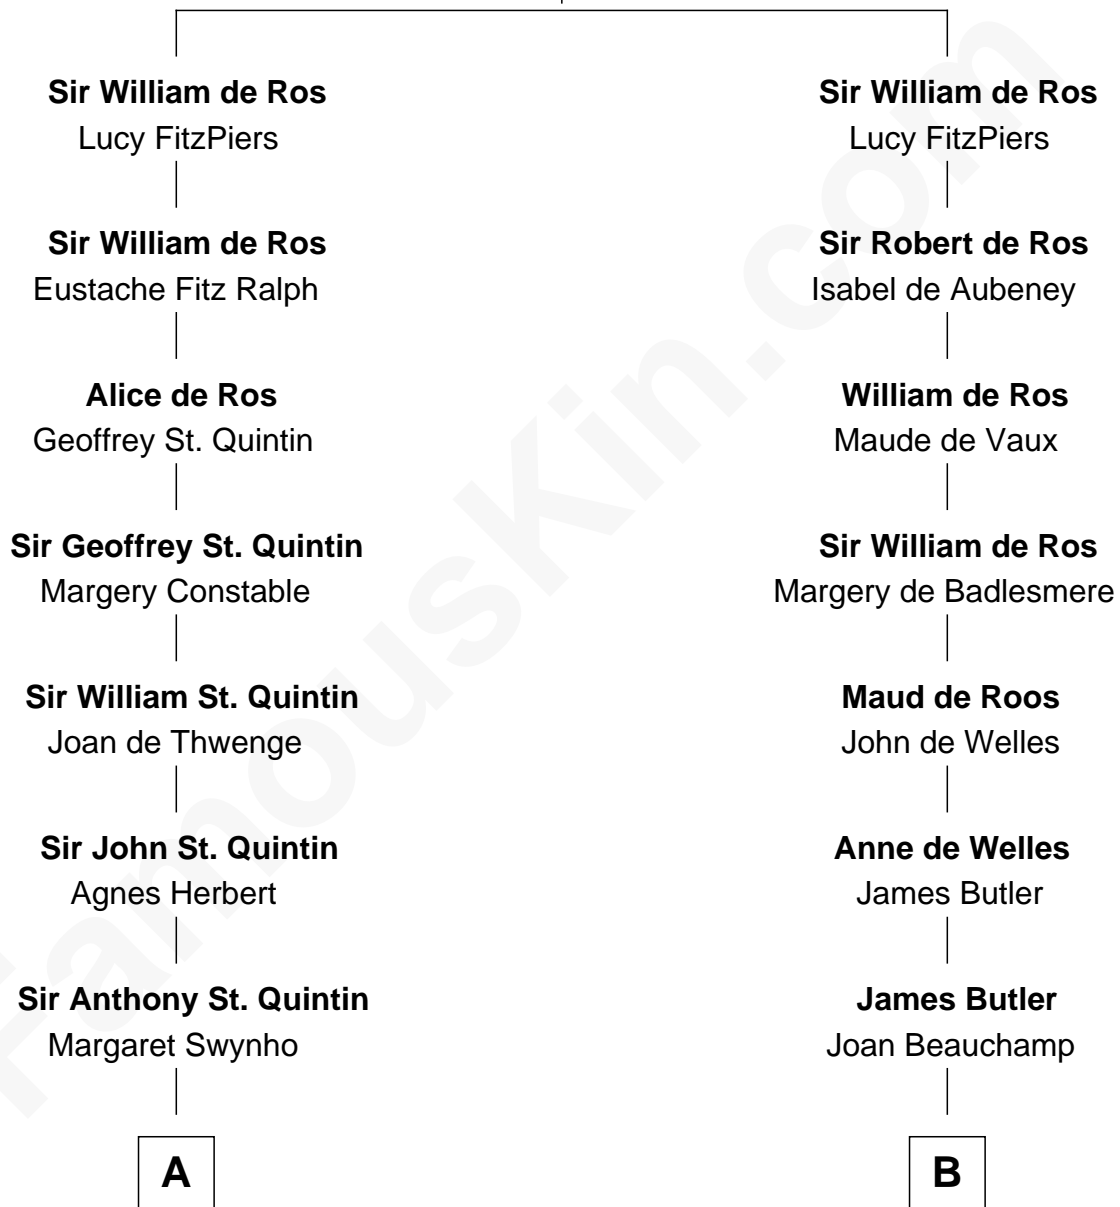 Sir William de Ros
Lucy FitzPiers
Sir William de Ros
Eustache Fitz Ralph
Alice de Ros
Geoffrey St. Quintin
Sir Geoffrey St. Quintin
Margery Constable
Sir William St. Quintin
Joan de Thwenge
Sir John St. Quintin
Agnes Herbert
Sir Anthony St. Quintin
Margaret Swynho
A
Sir William de Ros
Lucy FitzPiers
Sir Robert de Ros
Isabel de Aubeney
William de Ros
Maude de Vaux
Sir William de Ros
Margery de Badlesmere
Maud de Roos
John de Welles
Anne de Welles
James Butler
James Butler
Joan Beauchamp
B
FamousKin.com